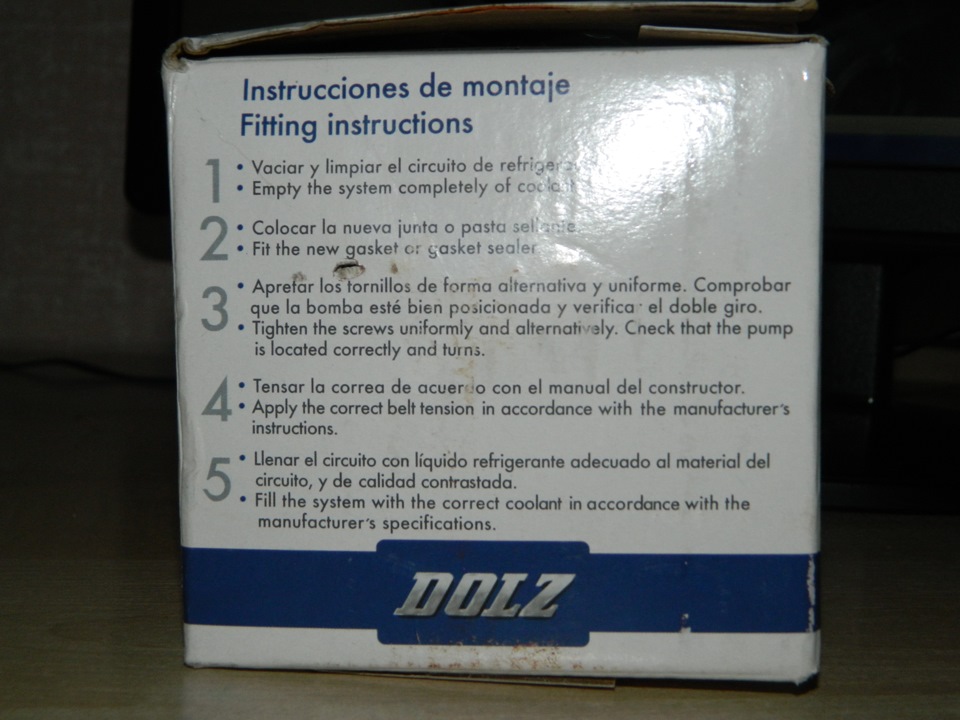 Instrucciones de montaje
Fitting instructions
1
• Vaciar y limpiar el circuito de
• Empty the system completely of coolant
2
• Colocar la nueva junta o pasta sellante
• Fit the new gasket or gasket sealer
3
• Apretar los tornillos de forma alternativa y uniforme. Comprobar
que la bomba esté bien posicionada y verificar el doble giro.
• Tighten the screws uniformly and alternatively. Check that the pump
is located correctly and turns.
4
• Tensar la correa de acuerdo con el manual del constructor.
• Apply the correct belt tension in accordance with the manufacturer's
instructions.
5
• Llenar el circuito con líquido refrigerante adecuado al material del
circuito, y de calidad contrastada.
• Fill the system with the correct coolant in accordance with the
manufacturer's specifications.
DOLZ